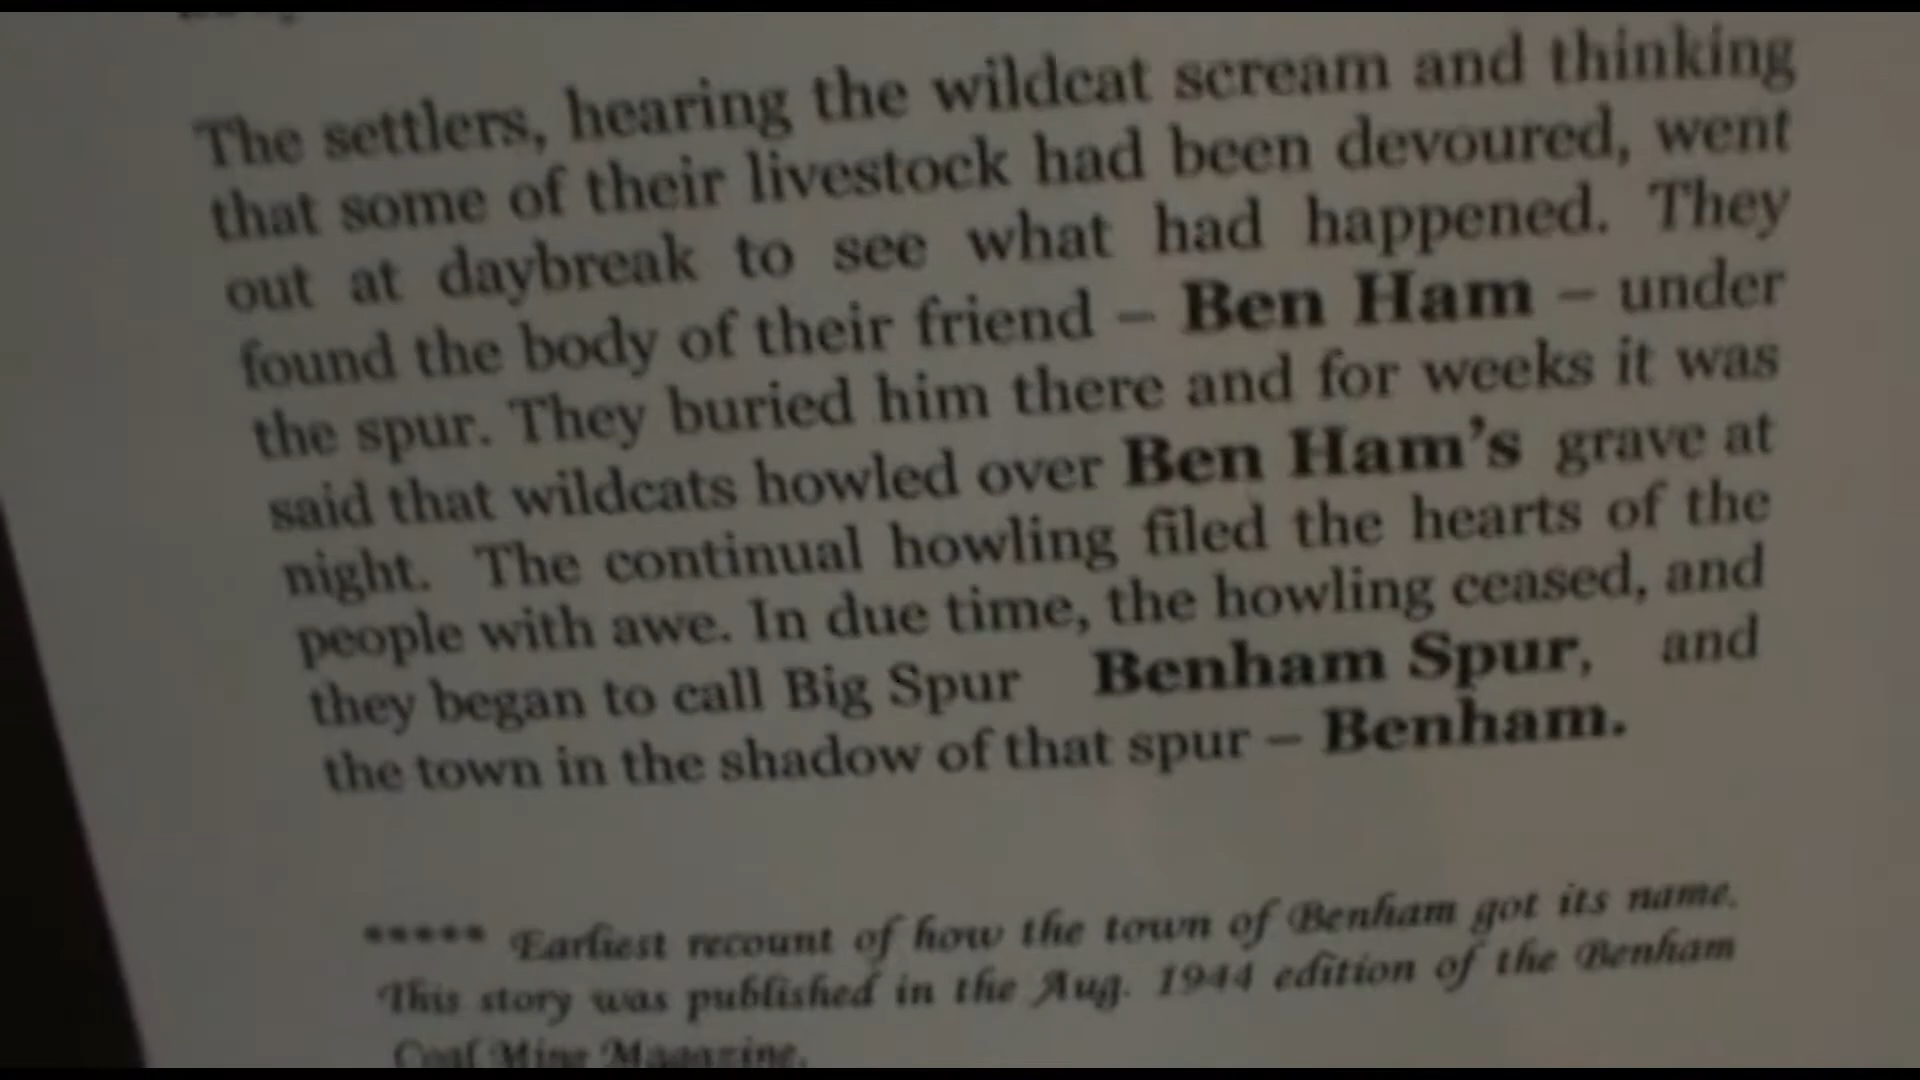 The settlers, hearing the wildcat scream and thinking
that some of their livestock had been devoured, went
out at daybreak to see what had happened. They
found the body of their friend – Ben Ham – under
the spur. They buried him there and for weeks it was
said that wildcats howled over Ben Ham's grave at
night. The continual howling filed the hearts of the
people with awe. In due time, the howling ceased, and
they began to call Big Spur Benham Spur, and
the town in the shadow of that spur – Benham.
***** Earliest recount of how the town of Benham got its name.
This story was published in the Aug. 1944 edition of the Benham
Coal Mine Magazine.